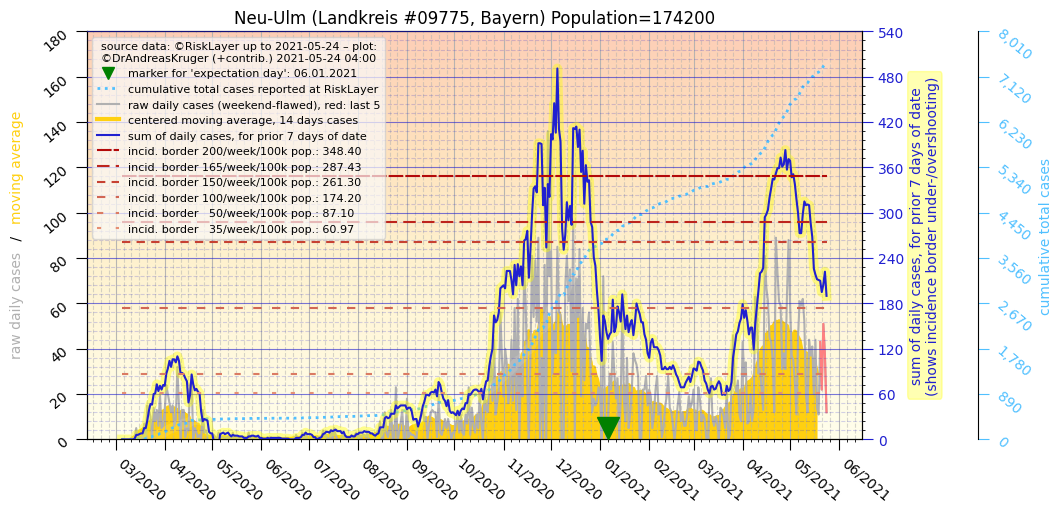 Neu-Ulm (Landkreis #09775, Bayern) Population=174200
source data: ©RiskLayer up to 2021-05-24 – plot:
©DrAndreasKruger (+contrib.) 2021-05-24 04:00
marker for 'expectation day': 06.01.2021
cumulative total cases reported at RiskLayer
raw daily cases (weekend-flawed), red: last 5
centered moving average, 14 days cases
sum of daily cases, for prior 7 days of date
incid. border 200/week/100k pop.: 348.40
incid. border 165/week/100k pop.: 287.43
incid. border 150/week/100k pop.: 261.30
incid. border 100/week/100k pop.: 174.20
incid. border   50/week/100k pop.: 87.10
incid. border   35/week/100k pop.: 60.97
raw daily cases / moving average
180
160
140
120
100
80
60
40
20
0
03/2020
04/2020
05/2020
06/2020
07/2020
08/2020
09/2020
10/2020
11/2020
12/2020
01/2021
02/2021
03/2021
04/2021
05/2021
06/2021
540
480
420
360
300
240
180
120
60
0
sum of daily cases, for prior 7 days of date
(shows incidence border under-/overshooting)
8,010
7,120
6,230
5,340
4,450
3,560
2,670
1,780
890
0
cumulative total cases